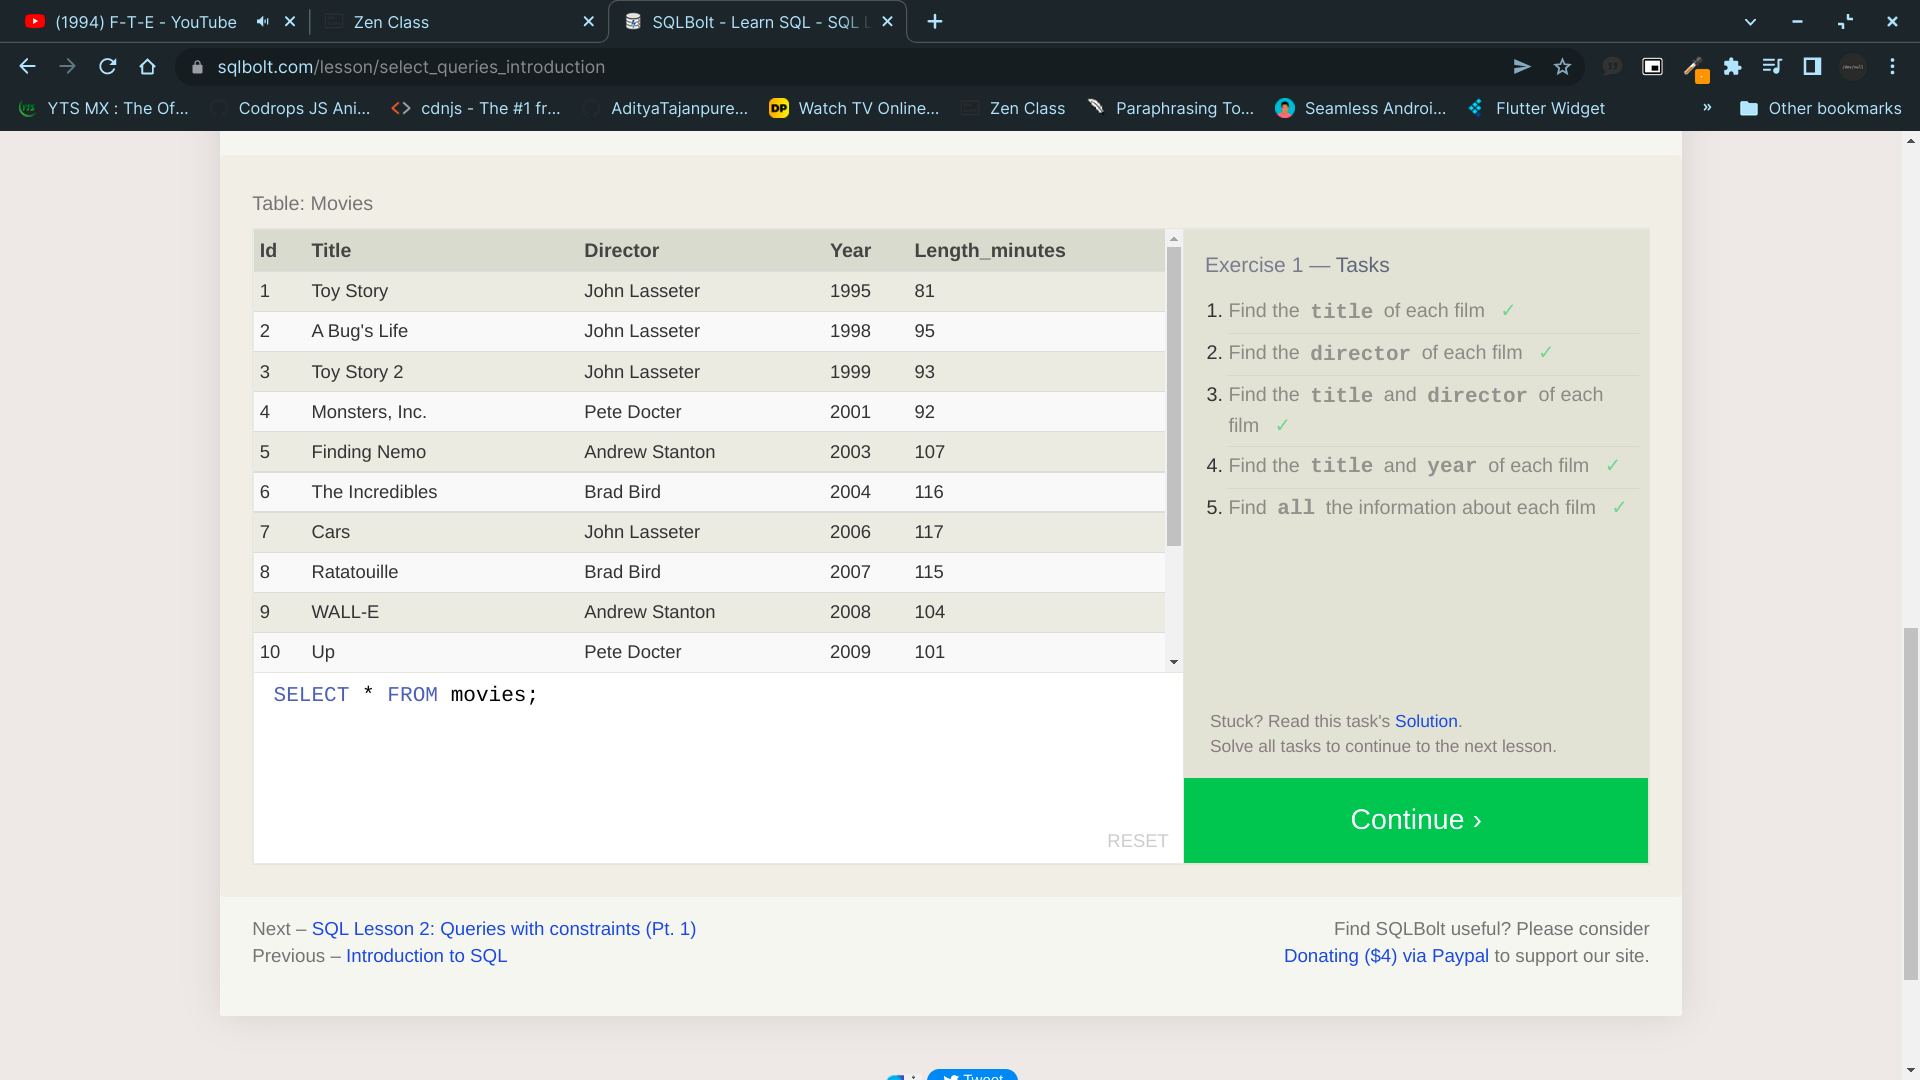 (1994) F-T-E - YouTube
Zen Class
SQLBolt - Learn SQL - SQL
sqlbolt.com/lesson/select_queries_introduction
YTS MX : The Of...
Codrops JS Ani...
cdnjs - The #1 fr...
AdityaTajanpure...
DP
Watch TV Online...
Zen Class
Paraphrasing To...
Seamless Androi...
Flutter Widget
»
Other bookmarks
Table: Movies
Id Title Director Year Length_minutes
1 Toy Story John Lasseter 1995 81
2 A Bug's Life John Lasseter 1998 95
3 Toy Story 2 John Lasseter 1999 93
4 Monsters, Inc. Pete Docter 2001 92
5 Finding Nemo Andrew Stanton 2003 107
6 The Incredibles Brad Bird 2004 116
7 Cars John Lasseter 2006 117
8 Ratatouille Brad Bird 2007 115
9 WALL-E Andrew Stanton 2008 104
10 Up Pete Docter 2009 101
SELECT * FROM movies;
RESET
Exercise 1 — Tasks
1. Find the title of each film ✓
2. Find the director of each film ✓
3. Find the title and director of each
film ✓
4. Find the title and year of each film ✓
5. Find all the information about each film ✓
Stuck? Read this task's Solution.
Solve all tasks to continue to the next lesson.
Continue ›
Next – SQL Lesson 2: Queries with constraints (Pt. 1)
Previous – Introduction to SQL
Find SQLBolt useful? Please consider
Donating ($4) via Paypal to support our site.
Tweet